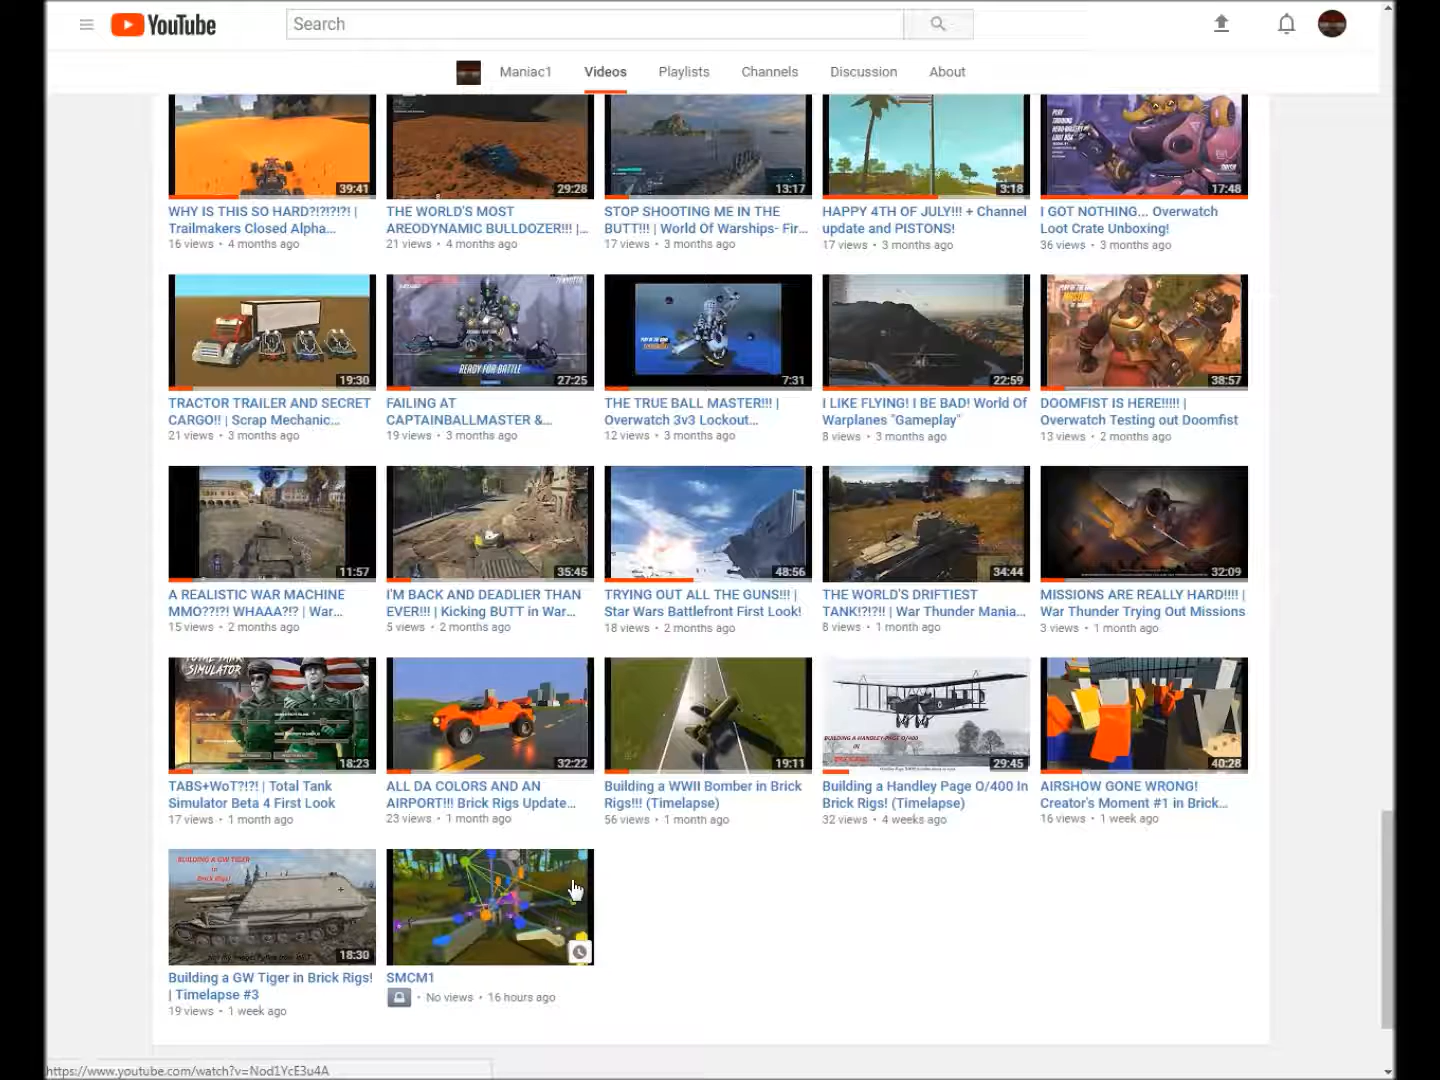 YouTube
Search
Maniac1
Videos
Playlists
Channels
Discussion
About
39:41
29:28
13:17
3:18
17:48
WHY IS THIS SO HARD?!?!?!?! |
Trailmakers Closed Alpha...
16 views • 4 months ago
THE WORLD'S MOST
AREODYNAMIC BULLDOZER!!! |...
21 views • 4 months ago
STOP SHOOTING ME IN THE
BUTT!!! | World Of Warships- Fir...
17 views • 3 months ago
HAPPY 4TH OF JULY!!! + Channel
update and PISTONS!
17 views • 3 months ago
I GOT NOTHING... Overwatch
Loot Crate Unboxing!
36 views • 3 months ago
19:30
READY FOR BATTLE
27:25
7:31
22:59
38:57
TRACTOR TRAILER AND SECRET
CARGO!! | Scrap Mechanic...
21 views • 3 months ago
FAILING AT
CAPTAINBALLMASTER &...
19 views • 3 months ago
THE TRUE BALL MASTER!!! |
Overwatch 3v3 Lockout...
12 views • 3 months ago
I LIKE FLYING! I BE BAD! World Of
Warplanes "Gameplay"
8 views • 3 months ago
DOOMFIST IS HERE!!!!! |
Overwatch Testing out Doomfist
13 views • 2 months ago
11:57
35:45
48:56
34:44
32:09
A REALISTIC WAR MACHINE
MMO??!?! WHAAA?!? | War...
15 views • 2 months ago
I'M BACK AND DEADLIER THAN
EVER!!! | Kicking BUTT in War...
5 views • 2 months ago
TRYING OUT ALL THE GUNS!!! |
Star Wars Battlefront First Look!
18 views • 2 months ago
THE WORLD'S DRIFTIEST
TANK!?!?!! | War Thunder Mania...
8 views • 1 month ago
MISSIONS ARE REALLY HARD!!!! |
War Thunder Trying Out Missions
3 views • 1 month ago
TOTAL TANK
SIMULATOR
18:23
32:22
19:11
BUILDING A HANDLEY PAGE O/400
IN
29:45
40:28
TABS+WoT?!?! | Total Tank
Simulator Beta 4 First Look
17 views • 1 month ago
ALL DA COLORS AND AN
AIRPORT!!! Brick Rigs Update...
23 views • 1 month ago
Building a WWII Bomber in Brick
Rigs!!! (Timelapse)
56 views • 1 month ago
Building a Handley Page O/400 In
Brick Rigs! (Timelapse)
32 views • 4 weeks ago
AIRSHOW GONE WRONG!
Creator's Moment #1 in Brick...
16 views • 1 week ago
BUILDING A GW TIGER
in
Brick Rigs!
18:30
Building a GW Tiger in Brick Rigs!
| Timelapse #3
19 views • 1 week ago
SMCM1
• No views • 16 hours ago
https://www.youtube.com/watch?v=Nod1YcE3u4A